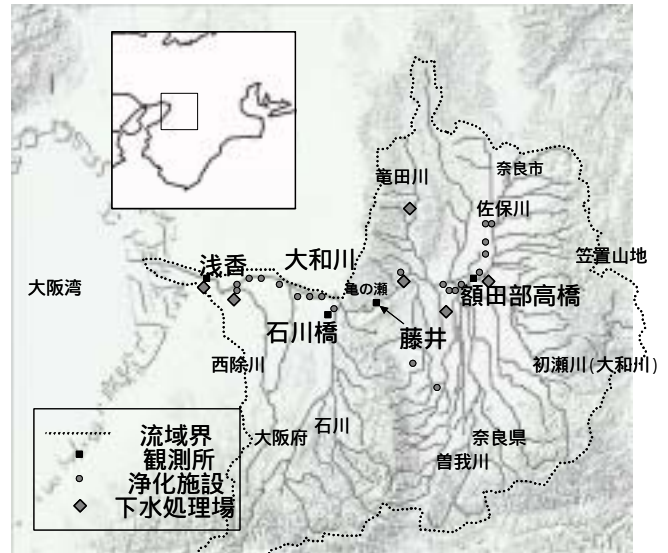 竜田川
奈良市
佐保川
笠置山地
浅香
大和川
大阪湾
亀の瀬
額田部高橋
石川橋
藤井
西除川
初瀬川(大和川)
石川
大阪府
奈良県
曽我川
流域界
観測所
浄化施設
下水処理場